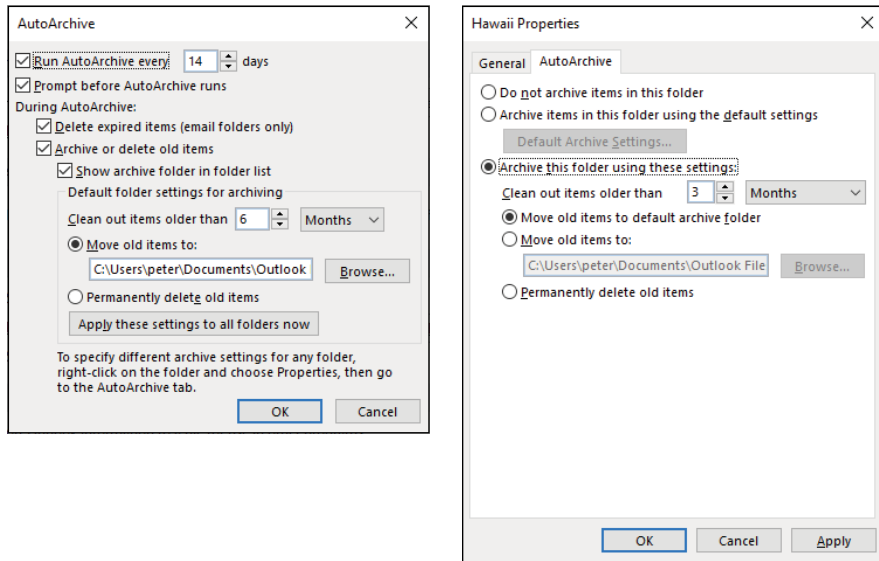 AutoArchive
Run AutoArchive every 14 days
Prompt before AutoArchive runs
During AutoArchive:
Delete expired items (email folders only)
Archive or delete old items
Show archive folder in folder list
Default folder settings for archiving
Clean out items older than 6 Months
Move old items to:
C:\Users\peter\Documents\Outlook Browse...
Permanently delete old items
Apply these settings to all folders now
To specify different archive settings for any folder,
right-click on the folder and choose Properties, then go
to the AutoArchive tab.
OK Cancel
Hawaii Properties
General AutoArchive
Do not archive items in this folder
Archive items in this folder using the default settings
Default Archive Settings...
Archive this folder using these settings:
Clean out items older than 3 Months
Move old items to default archive folder
Move old items to:
C:\Users\peter\Documents\Outlook File Browse...
Permanently delete old items
OK Cancel Apply